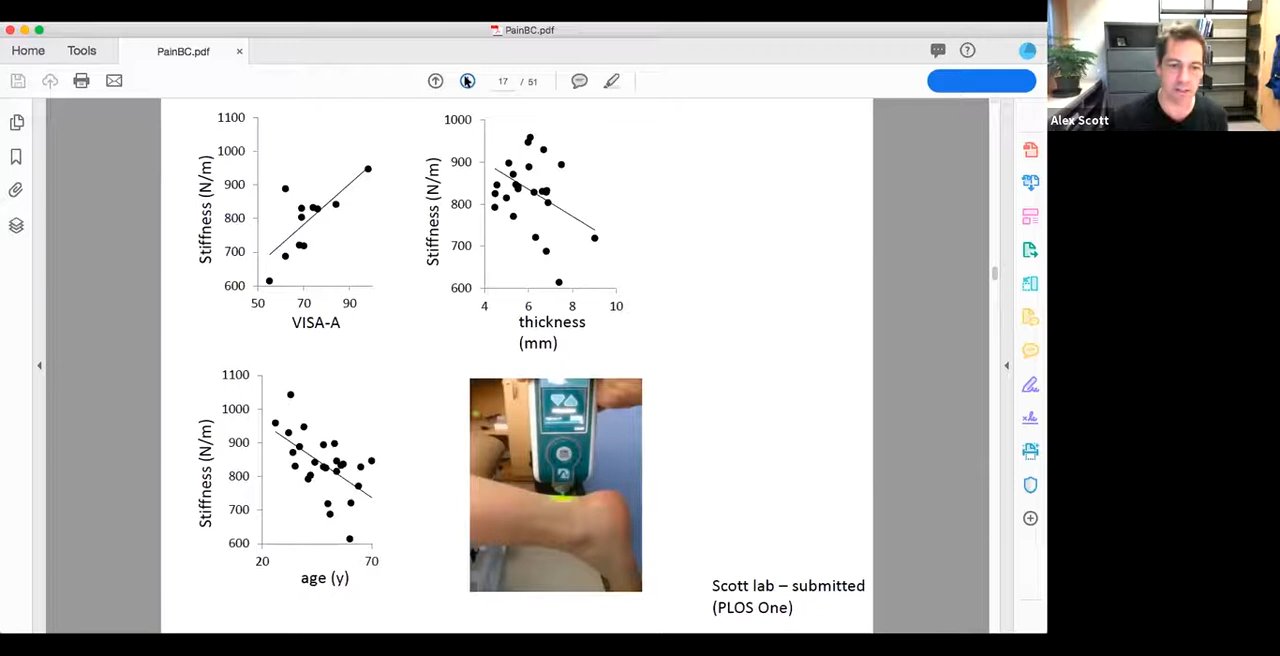 PainBC.pdf
Home
Tools
PainBC.pdf
×
17 / 51
1100
1000
900
800
700
600
Stiffness (N/m)
50 70 90
VISA-A
1000
900
800
700
600
Stiffness (N/m)
4 6 8 10
thickness
(mm)
1100
1000
900
800
700
600
Stiffness (N/m)
20 70
age (y)
Scott lab – submitted
(PLOS One)
Alex Scott